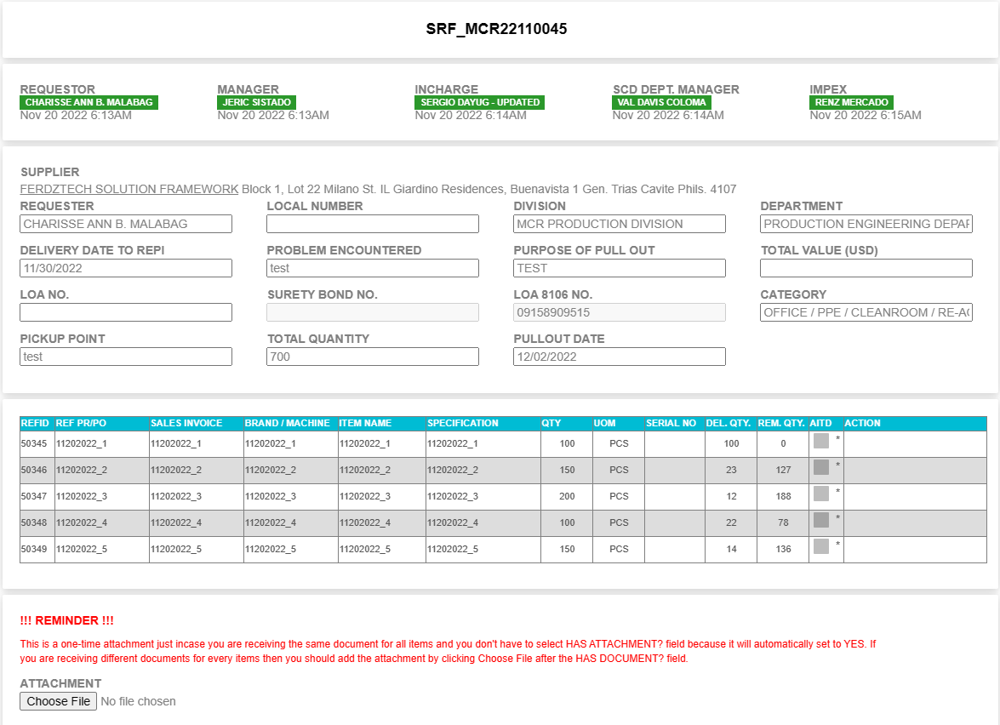 SRF_MCR22110045
REQUESTOR MANAGER INCHARGE SCD DEPT. MANAGER IMPEX
CHARISSE ANN B. MALABAG JERIC SISTADO SERGIO DAYUG - UPDATED VAL DAVIS COLOMA RENZ MERCADO
Nov 20 2022 6:13AM Nov 20 2022 6:13AM Nov 20 2022 6:14AM Nov 20 2022 6:14AM Nov 20 2022 6:15AM
SUPPLIER
FERDZTECH SOLUTION FRAMEWORK Block 1, Lot 22 Milano St. IL Giardino Residences, Buenavista 1 Gen. Trias Cavite Phils. 4107
REQUESTER LOCAL NUMBER DIVISION DEPARTMENT
CHARISSE ANN B. MALABAG MCR PRODUCTION DIVISION PRODUCTION ENGINEERING DEPAR
DELIVERY DATE TO REPI PROBLEM ENCOUNTERED PURPOSE OF PULL OUT TOTAL VALUE (USD)
11/30/2022 test TEST
LOA NO. SURETY BOND NO. LOA 8106 NO. CATEGORY
09158909515 OFFICE / PPE / CLEANROOM / RE-AC
PICKUP POINT TOTAL QUANTITY PULLOUT DATE
test 700 12/02/2022
REFID REF PR/PO SALES INVOICE BRAND / MACHINE ITEM NAME SPECIFICATION QTY UOM SERIAL NO DEL. QTY. REM. QTY. AITD ACTION
50345 11202022_1 11202022_1 11202022_1 11202022_1 11202022_1 100 PCS 100 0 *
50346 11202022_2 11202022_2 11202022_2 11202022_2 11202022_2 150 PCS 23 127 *
50347 11202022_3 11202022_3 11202022_3 11202022_3 11202022_3 200 PCS 12 188 *
50348 11202022_4 11202022_4 11202022_4 11202022_4 11202022_4 100 PCS 22 78 *
50349 11202022_5 11202022_5 11202022_5 11202022_5 11202022_5 150 PCS 14 136 *
!!! REMINDER !!!
This is a one-time attachment just incase you are receiving the same document for all items and you don't have to select HAS ATTACHMENT? field because it will automatically set to YES. If
you are receiving different documents for every items then you should add the attachment by clicking Choose File after the HAS DOCUMENT? field.
ATTACHMENT
Choose File No file chosen